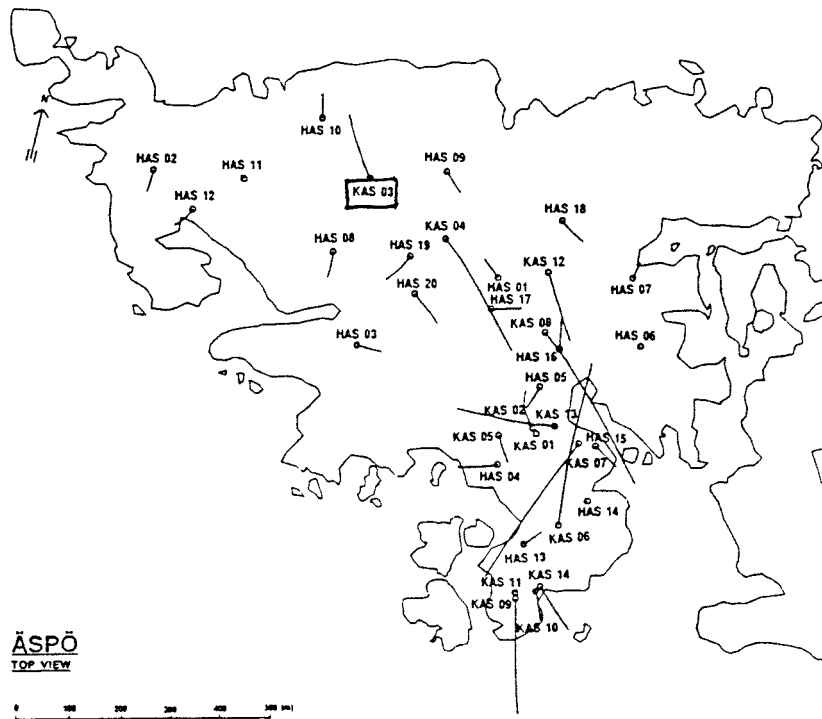 N
HAS 10
HAS 02
HAS 11
HAS 09
KAS 03
HAS 12
HAS 18
KAS 04
HAS 08
HAS 19
KAS 12
HAS 20
HAS 01
HAS 07
HAS 17
KAS 08
HAS 03
HAS 16
HAS 06
HAS 05
KAS 02
KAS 13
KAS 05
KAS 01
HAS 15
KAS 07
HAS 04
HAS 14
KAS 06
HAS 13
KAS 11
KAS 14
KAS 09
KAS 10
ÄSPÖ
TOP VIEW
0 100 200 300 400 500 (m)